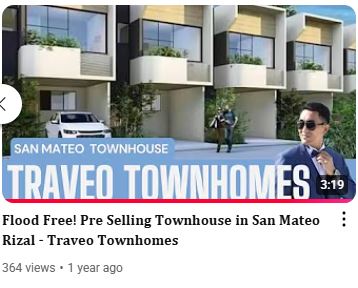 SAN MATEO TOWNHOUSE
TRAVEO TOWNHOMES
3:19
Flood Free! Pre Selling Townhouse in San Mateo
Rizal - Traveo Townhomes
364 views • 1 year ago